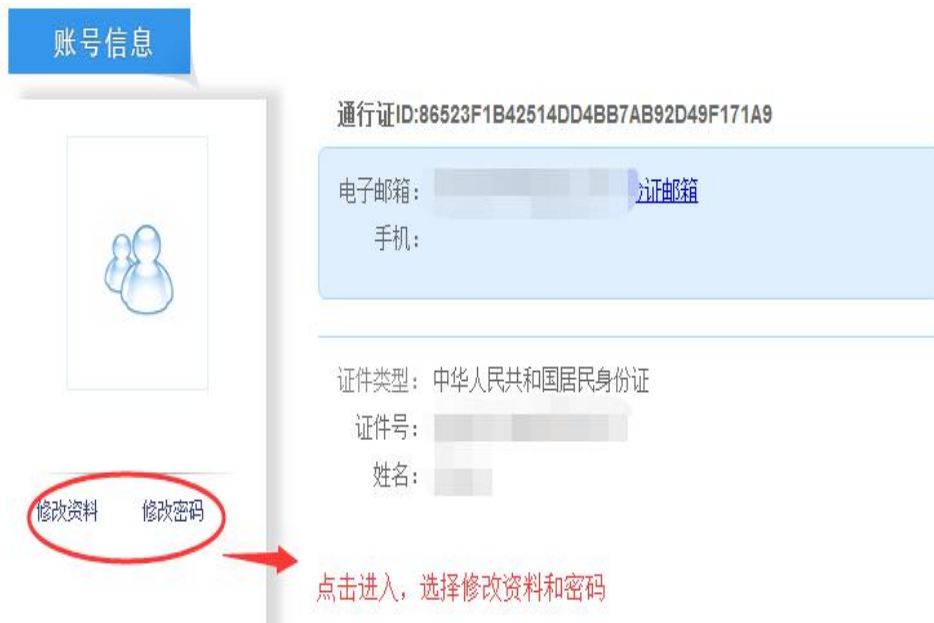 账号信息
通行证ID:86523F1B42514DD4BB7AB92D49F171A9
电子邮箱：
证邮箱
手机：
证件类型：中华人民共和国居民身份证
证件号：
姓名：
修改资料 修改密码
点击进入，选择修改资料和密码